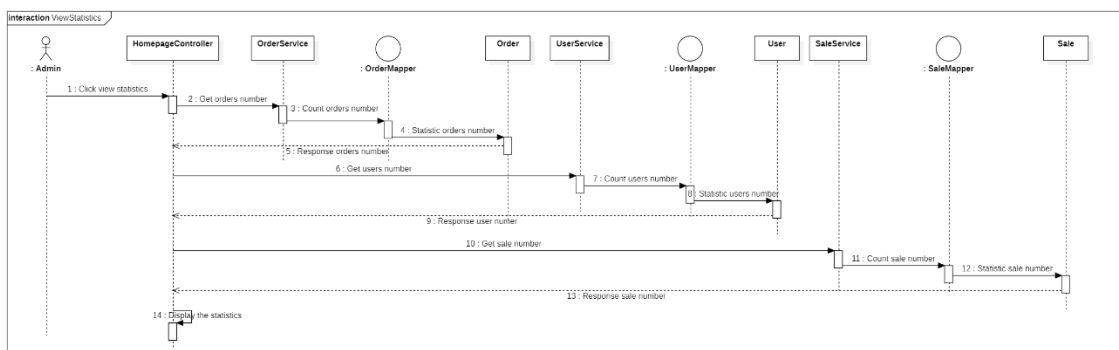 interaction ViewStatistics
: Admin
HomepageController
OrderService
: OrderMapper
Order
UserService
: UserMapper
User
SaleService
: SaleMapper
Sale
1 : Click view statistics
2 : Get orders number
3 : Count orders number
4 : Statistic orders number
5 : Response orders number
6 : Get users number
7 : Count users number
8 : Statistic users number
9 : Response user numer
10 : Get sale number
11 : Count sale number
12 : Statistic sale number
13 : Response sale number
14 : Display the statistics